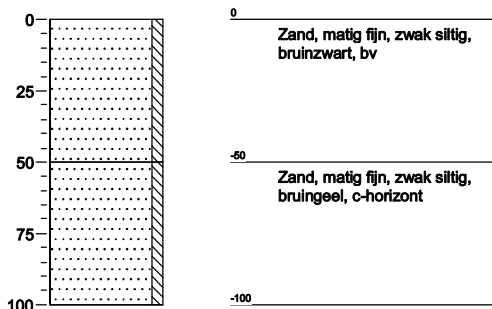 0
25
50
75
100
0
Zand, matig fijn, zwak siltig,
bruinzwart, bv
-50
Zand, matig fijn, zwak siltig,
bruingeel, c-horizont
-100